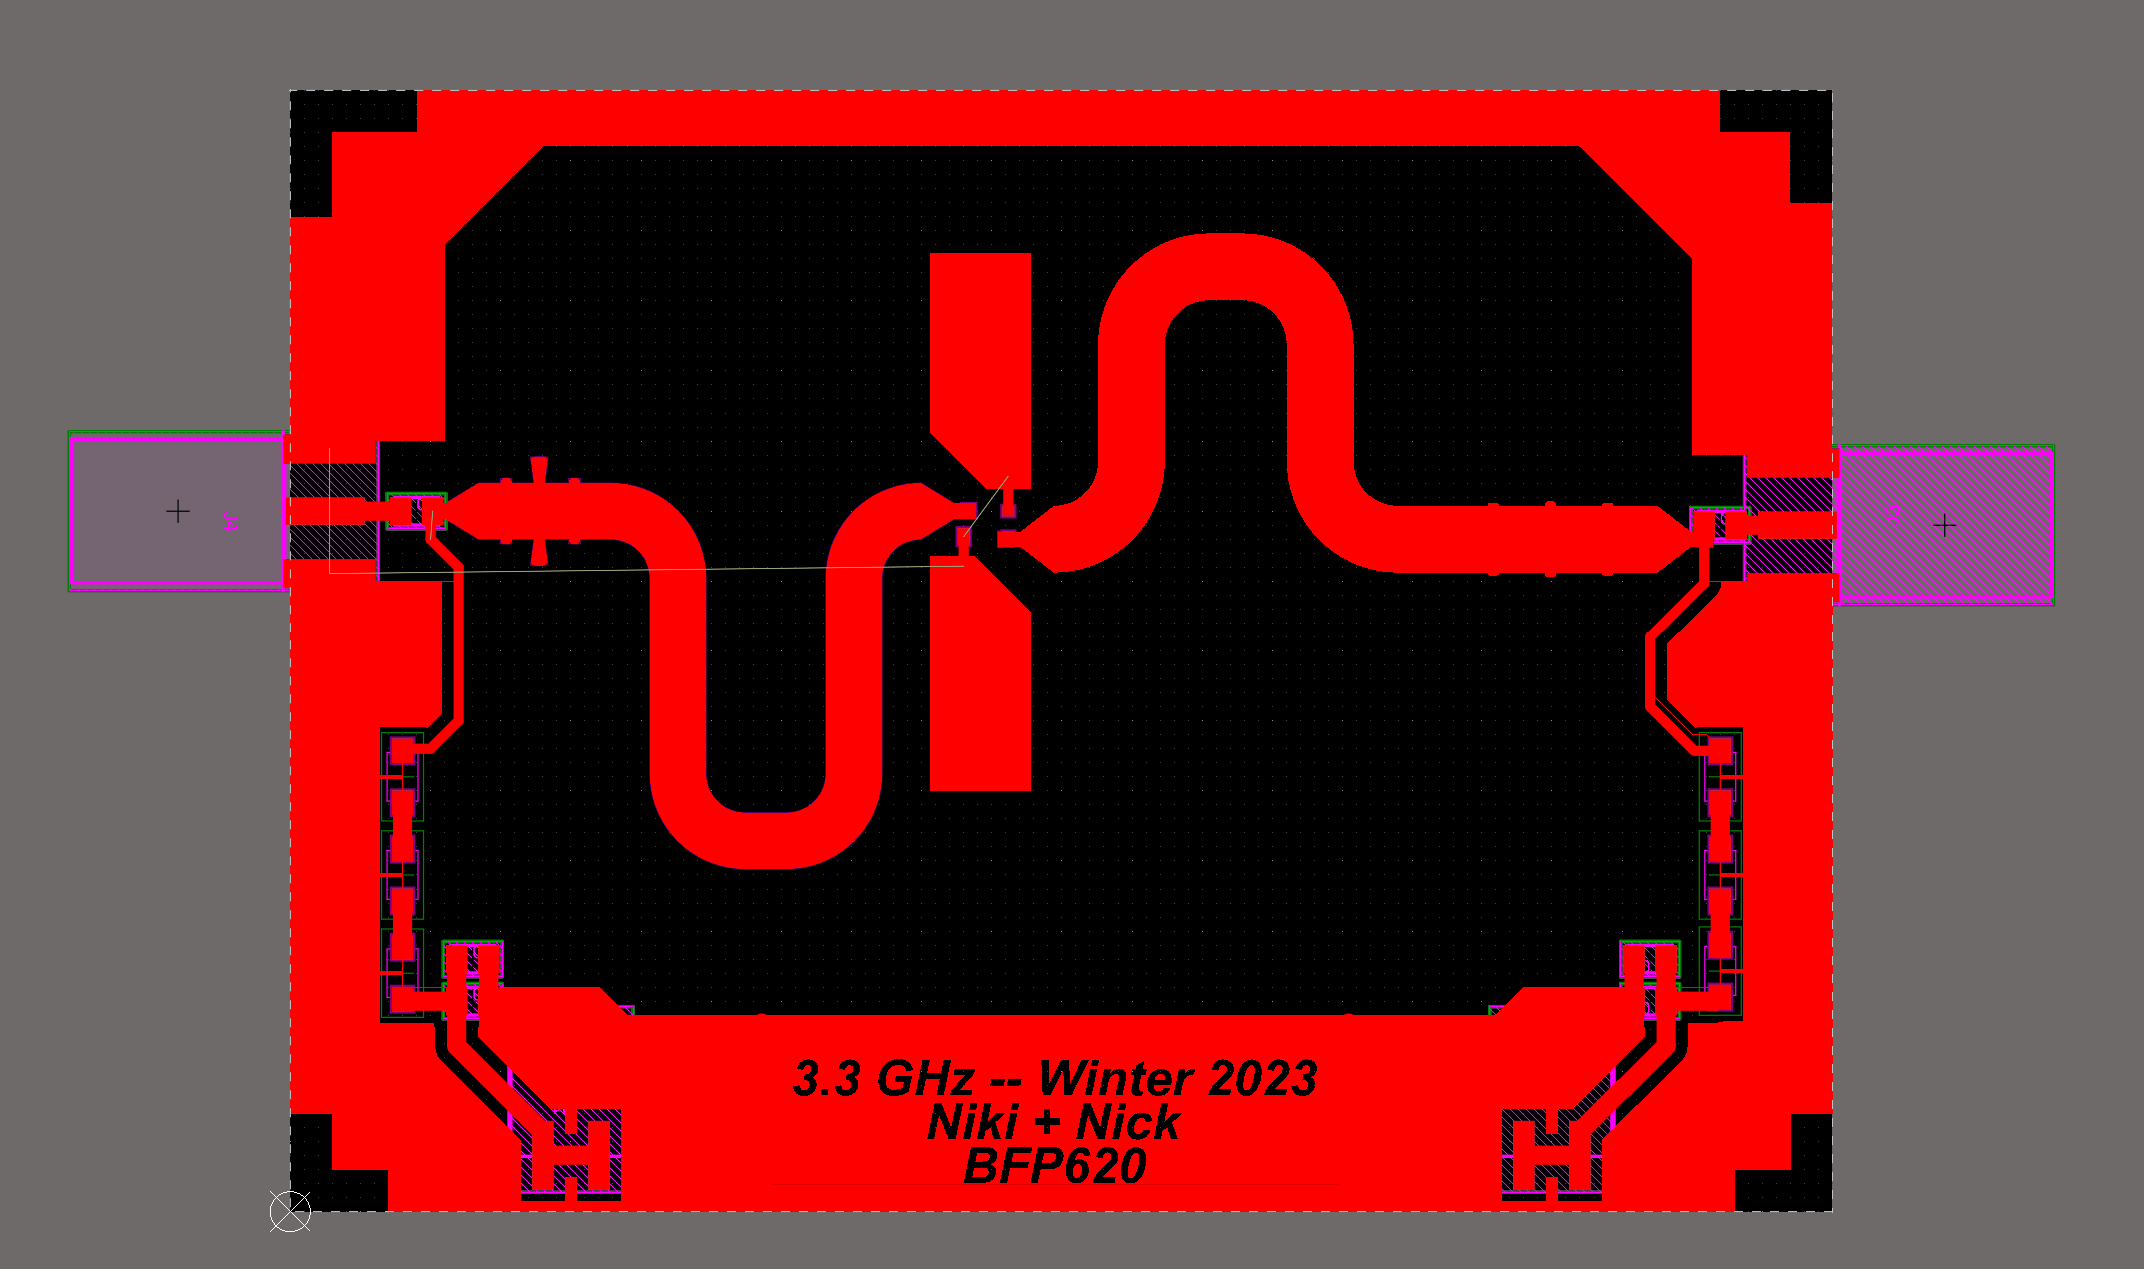 3.3 GHz -- Winter 2023
Niki + Nick
BFP620